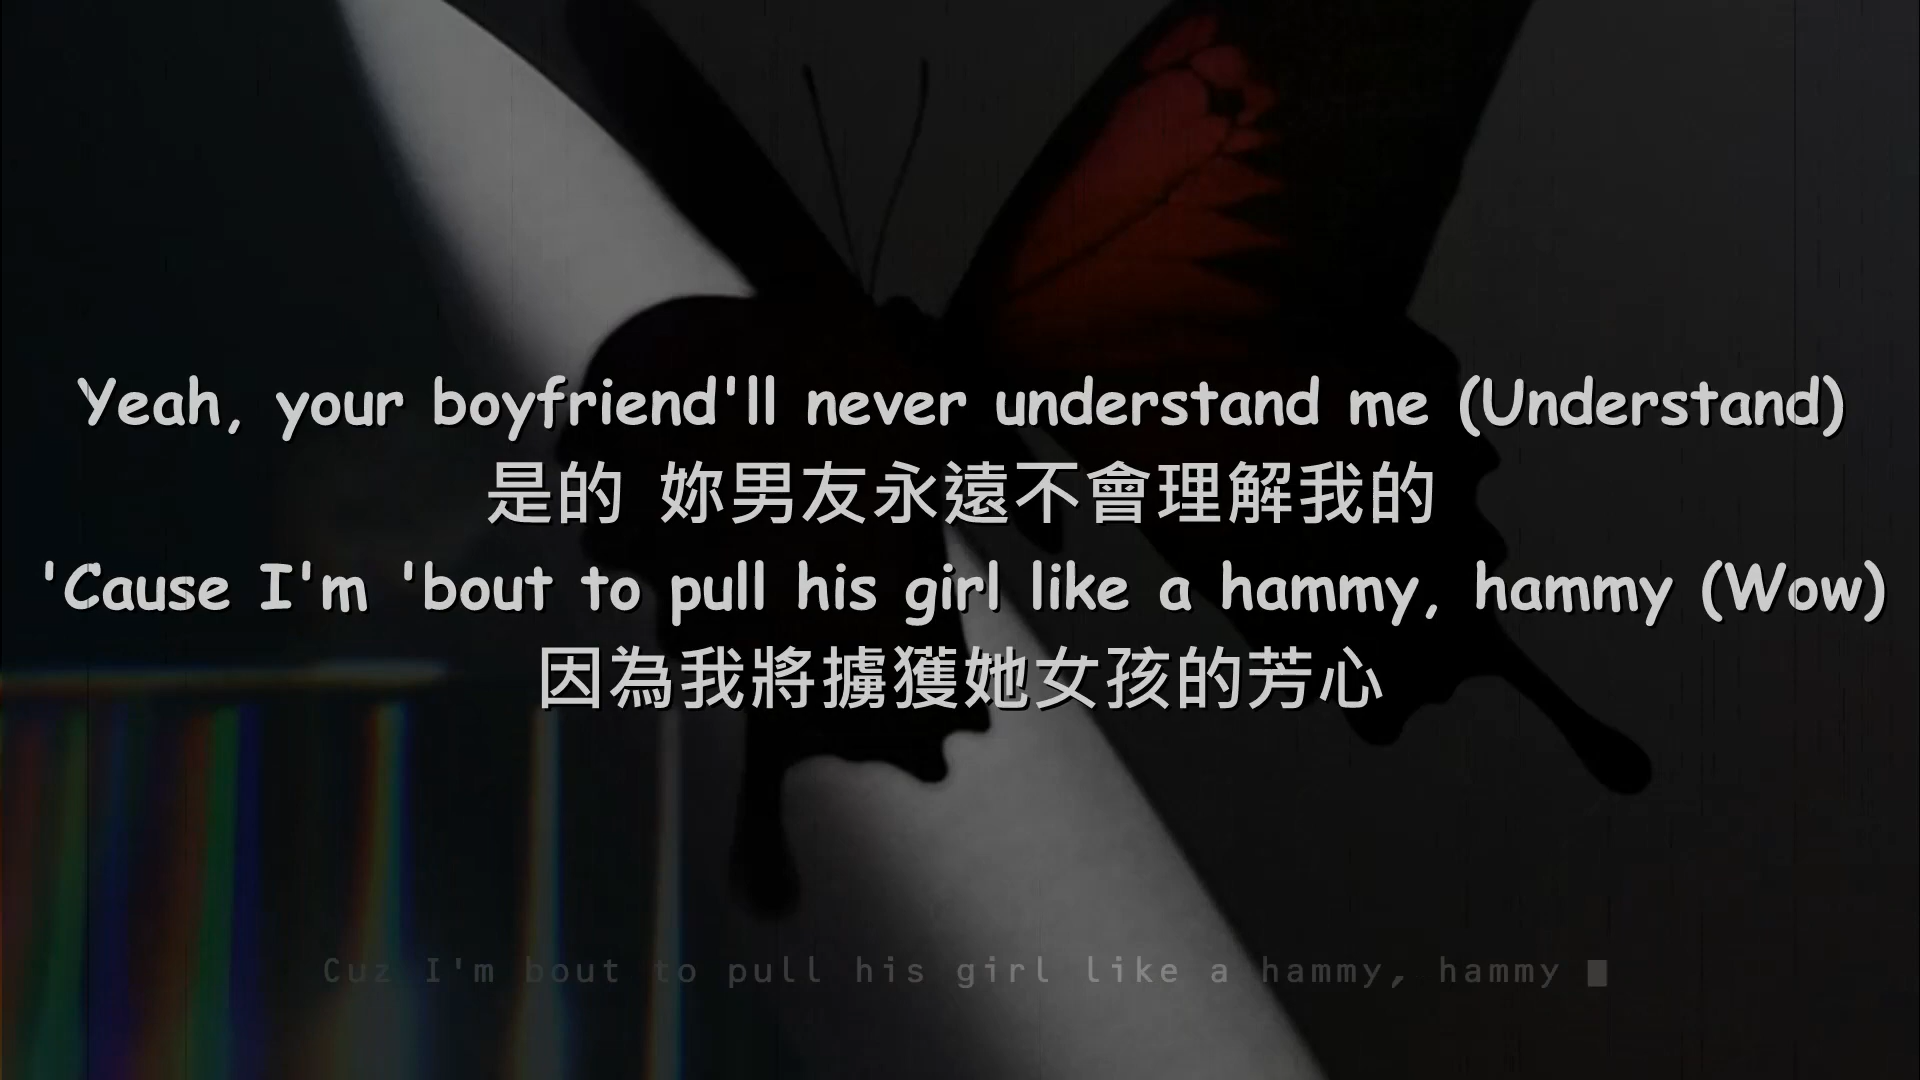 Yeah, your boyfriend'll never understand me (Understand)
是的 妳男友永遠不會理解我的
'Cause I'm 'bout to pull his girl like a hammy, hammy (Wow)
因為我將擄獲她女孩的芳心
Cuz I'm bout to pull his girl like a hammy, hammy